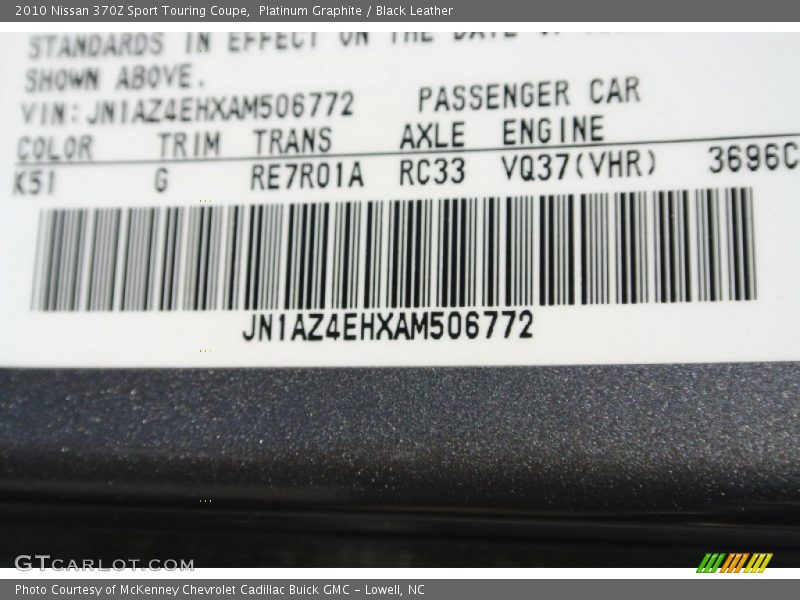 2010 Nissan 370Z Sport Touring Coupe, Platinum Graphite / Black Leather
STANDARDS IN EFFECT ON THE DATE
SHOWN ABOVE.
VIN: JN1AZ4EHXAM506772 PASSENGER CAR
COLOR TRIM TRANS AXLE ENGINE
K51 G RE7R01A RC33 VQ37(VHR) 3696C
JN1AZ4EHXAM506772
GTCARLOT.COM
Photo Courtesy of McKenney Chevrolet Cadillac Buick GMC - Lowell, NC